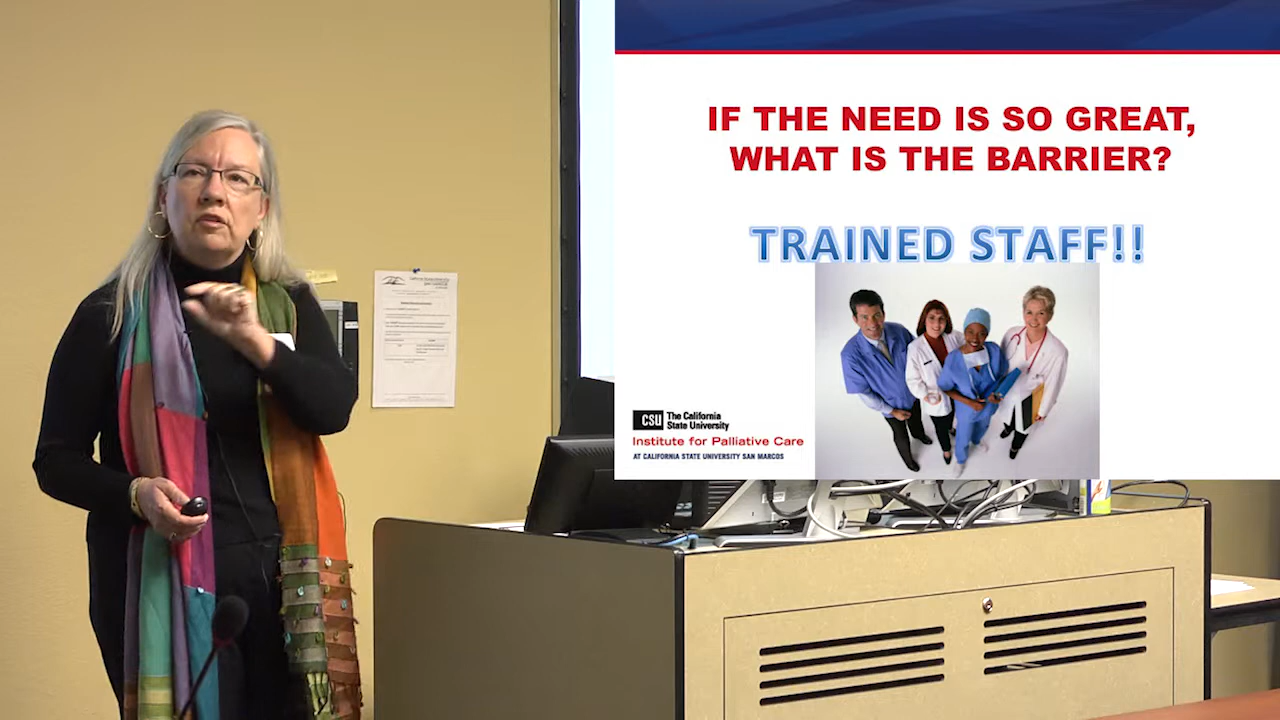 IF THE NEED IS SO GREAT,
WHAT IS THE BARRIER?
TRAINED STAFF!!
CSU The California
State University
Institute for Palliative Care
AT CALIFORNIA STATE UNIVERSITY SAN MARCOS